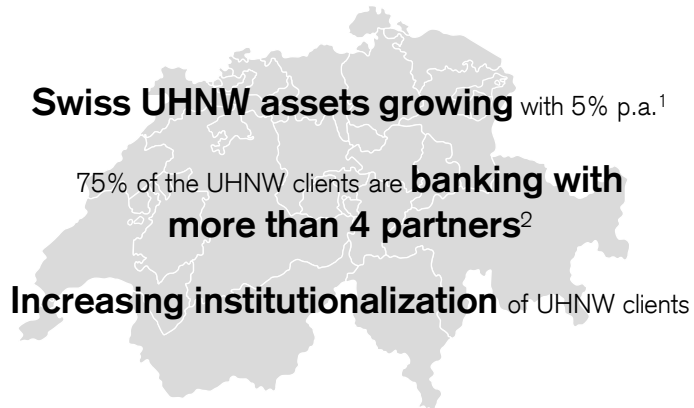 Swiss UHNW assets growing with 5% p.a.¹
75% of the UHNW clients are banking with
more than 4 partners²
Increasing institutionalization of UHNW clients